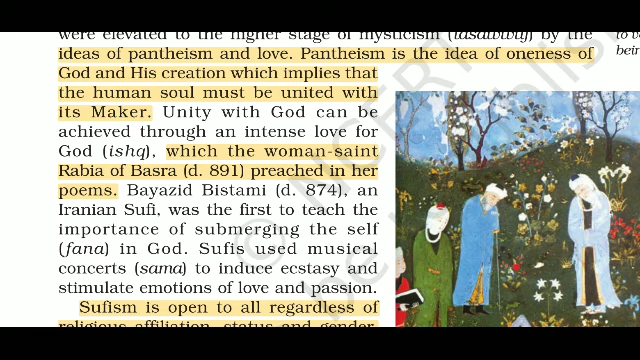 were elevated to the higher stage of mysticism (tasawwuf) by the
ideas of pantheism and love. Pantheism is the idea of oneness of
God and His creation which implies that
the human soul must be united with
its Maker. Unity with God can be
achieved through an intense love for
God (ishq), which the woman-saint
Rabia of Basra (d. 891) preached in her
poems. Bayazid Bistami (d. 874), an
Iranian Sufi, was the first to teach the
importance of submerging the self
(fana) in God. Sufis used musical
concerts (sama) to induce ecstasy and
stimulate emotions of love and passion.
Sufism is open to all regardless of
religious affiliation, status and gender.